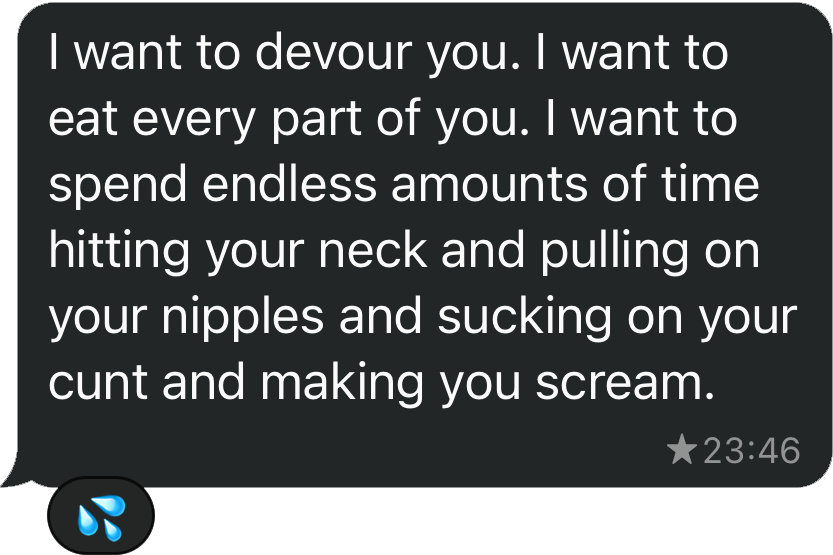 I want to devour you. I want to
eat every part of you. I want to
spend endless amounts of time
hitting your neck and pulling on
your nipples and sucking on your
cunt and making you scream.
★23:46
💦